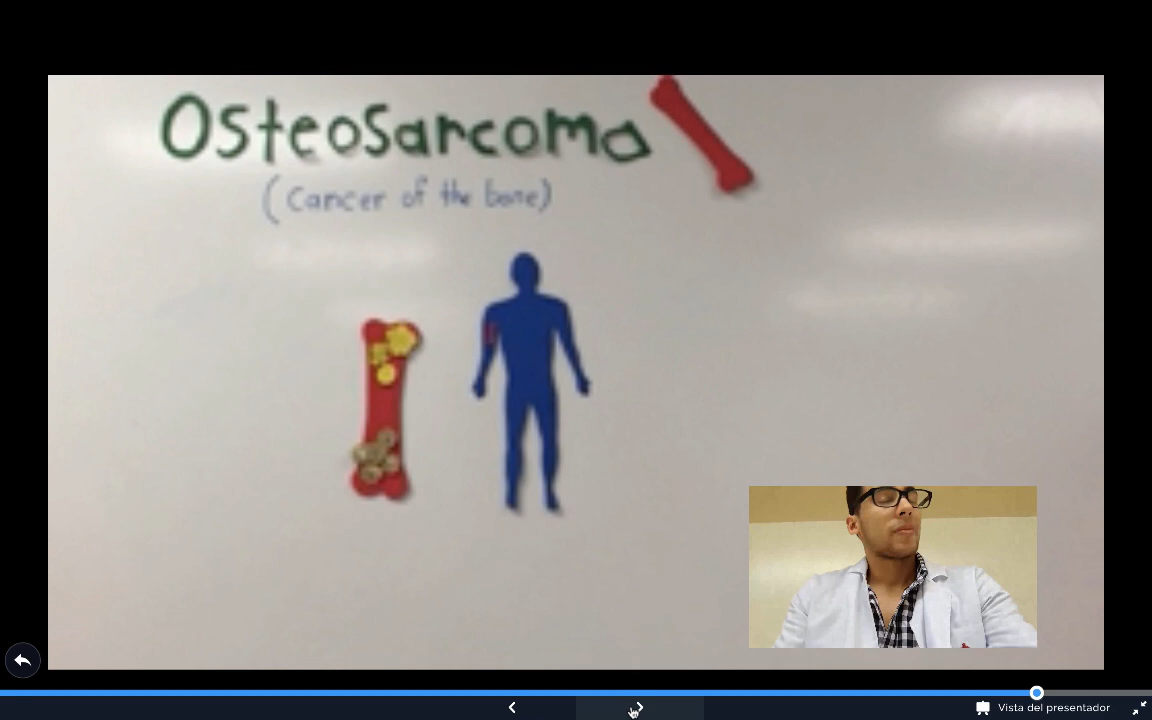 Osteosarcoma
(Cancer of the bone)
Vista del presentador